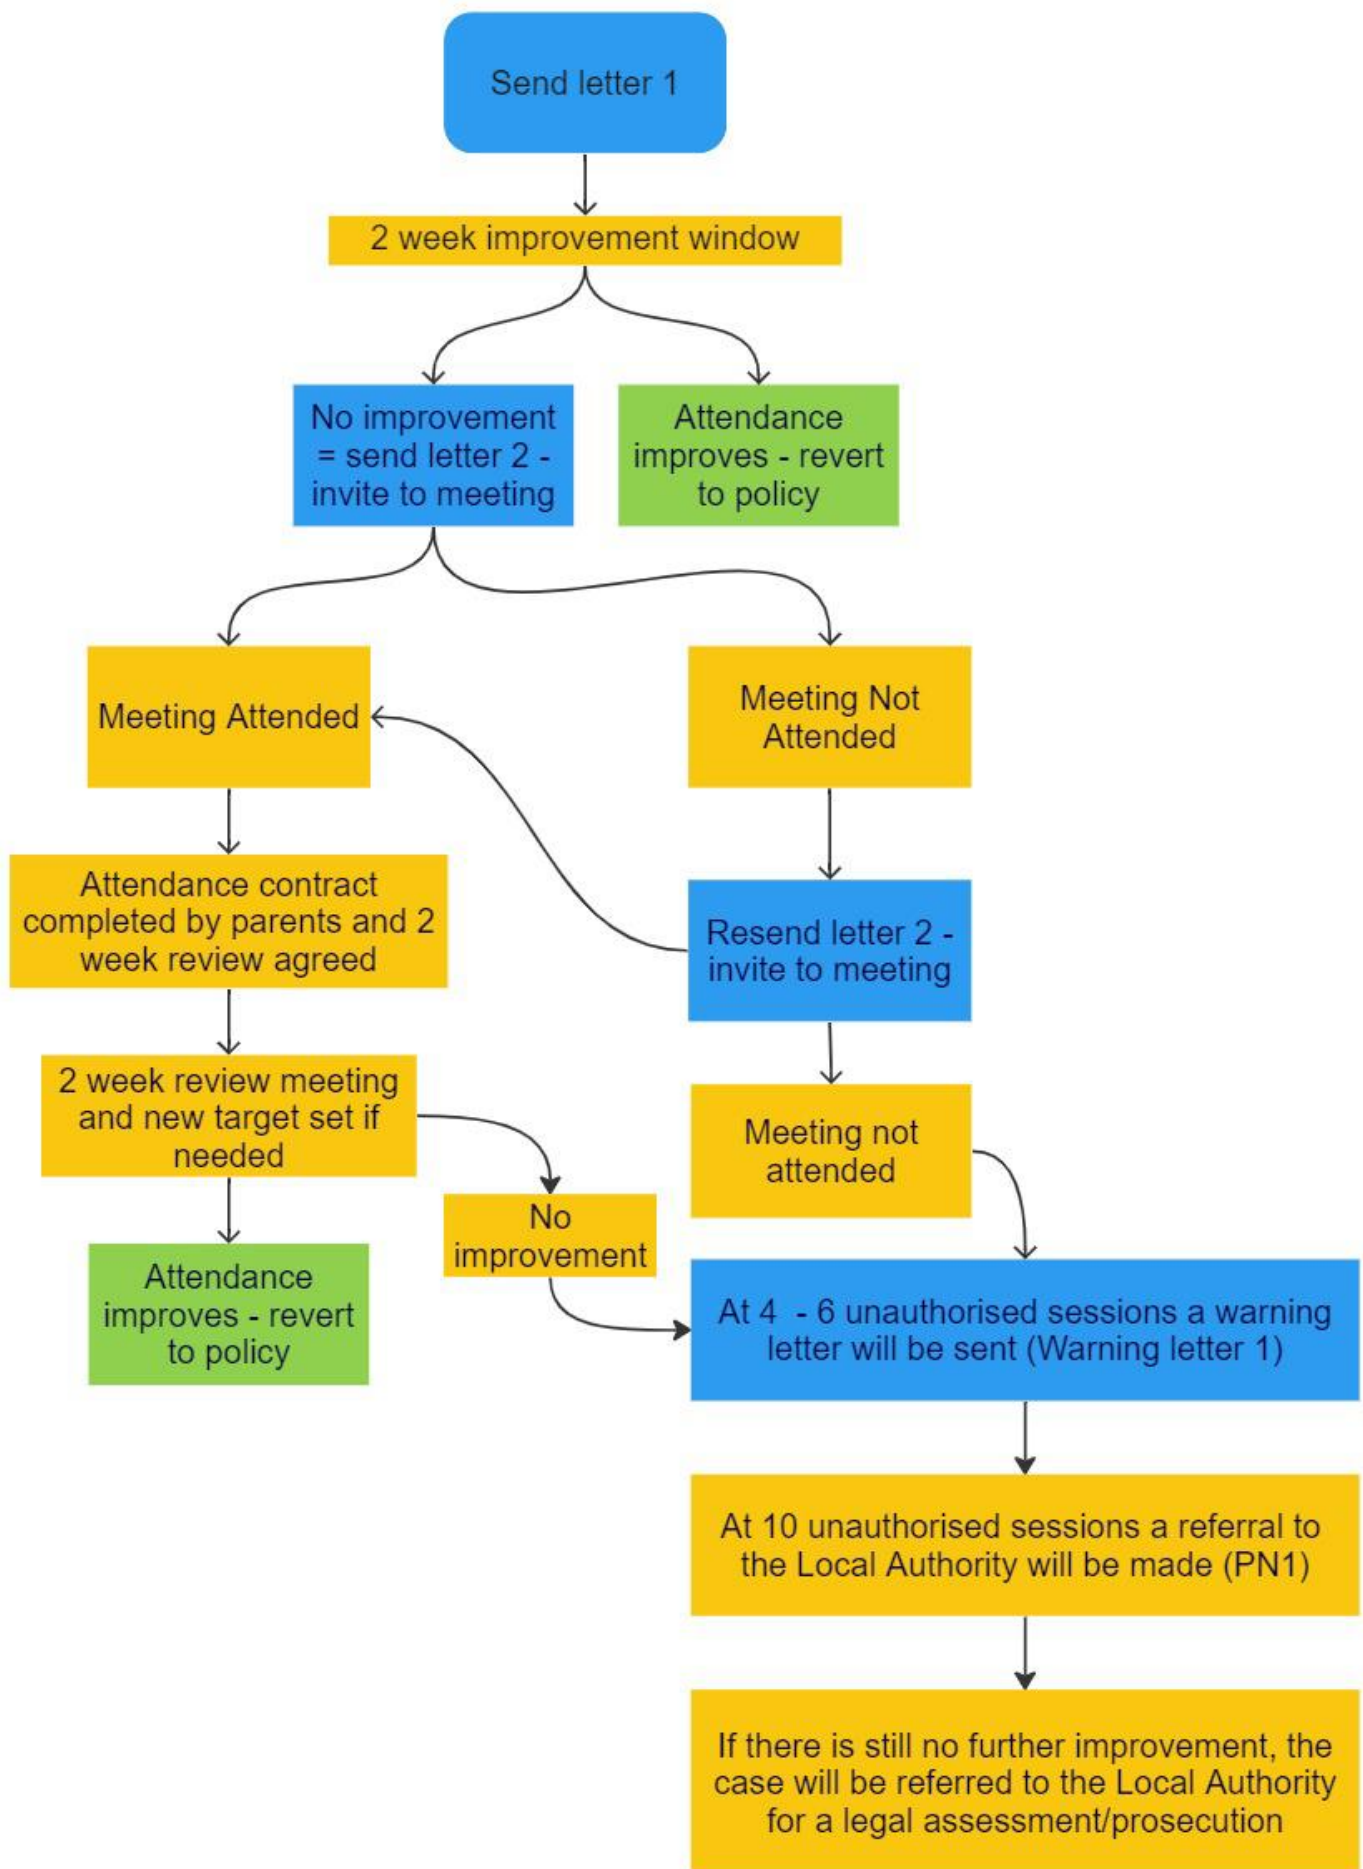 Send letter 1
2 week improvement window
No improvement
= send letter 2 -
invite to meeting
Attendance
improves - revert
to policy
Meeting Attended
Meeting Not
Attended
Attendance contract
completed by parents and 2
week review agreed
Resend letter 2 -
invite to meeting
2 week review meeting
and new target set if
needed
Meeting not
attended
No
improvement
Attendance
improves - revert
to policy
At 4  - 6 unauthorised sessions a warning
letter will be sent (Warning letter 1)
At 10 unauthorised sessions a referral to
the Local Authority will be made (PN1)
If there is still no further improvement, the
case will be referred to the Local Authority
for a legal assessment/prosecution